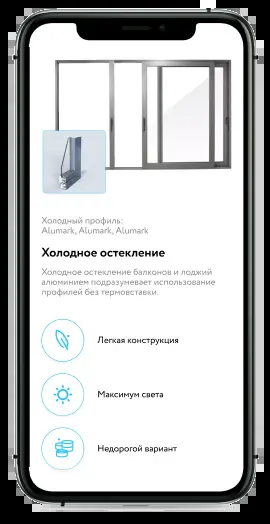 Холодный профиль:
Alumark, Alumark, Alumark
Холодное остекление
Холодное остекление балконов и лоджий
алюминием подразумевает использование
профилей без термовставки.
Легкая конструкция
Максимум света
Недорогой вариант